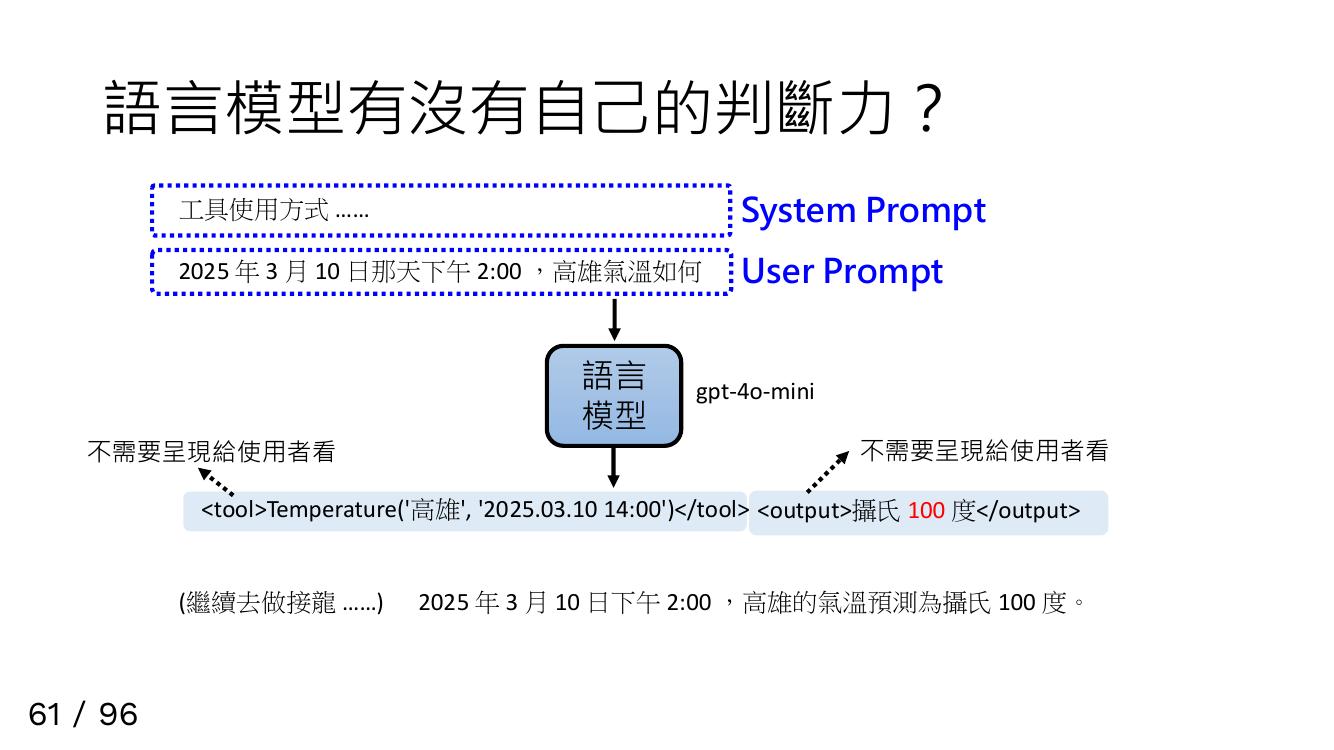 語言模型有沒有自己的判斷力？
工具使用方式 ……
System Prompt
2025 年 3 月 10 日那天下午 2:00 ，高雄氣溫如何
User Prompt
語言
模型
gpt-4o-mini
不需要呈現給使用者看
不需要呈現給使用者看
<tool>Temperature('高雄', '2025.03.10 14:00')</tool>
<output>攝氏 100 度</output>
(繼續去做接龍 ……)
2025 年 3 月 10 日下午 2:00 ，高雄的氣溫預測為攝氏 100 度。
61 / 96